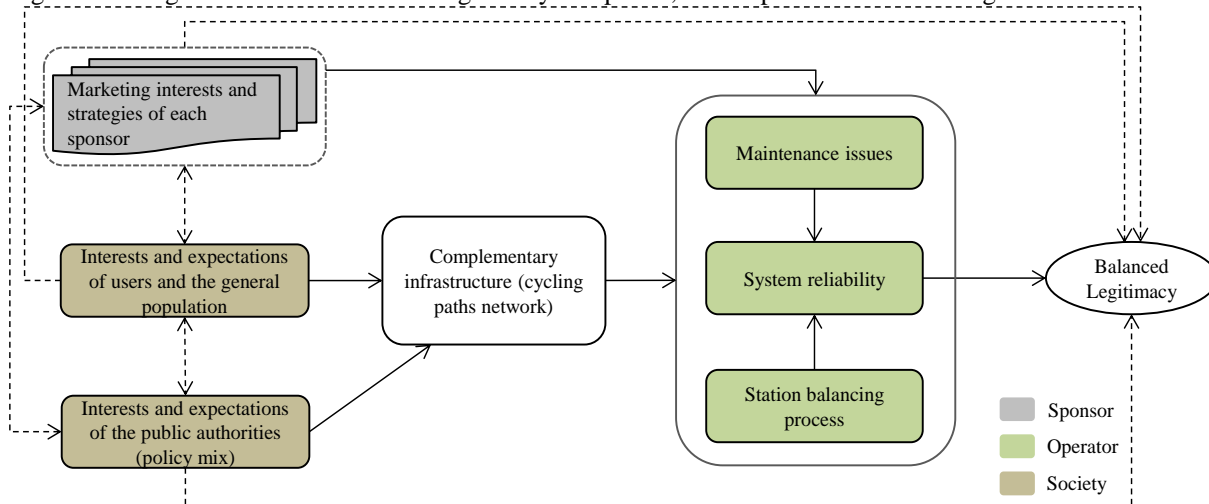 Marketing interests and
strategies of each
sponsor
Maintenance issues
Interests and expectations
of users and the general
population
Complementary
infrastructure (cycling
paths network)
System reliability
Balanced
Legitimacy
Interests and expectations
of the public authorities
(policy mix)
Station balancing
process
Sponsor
Operator
Society